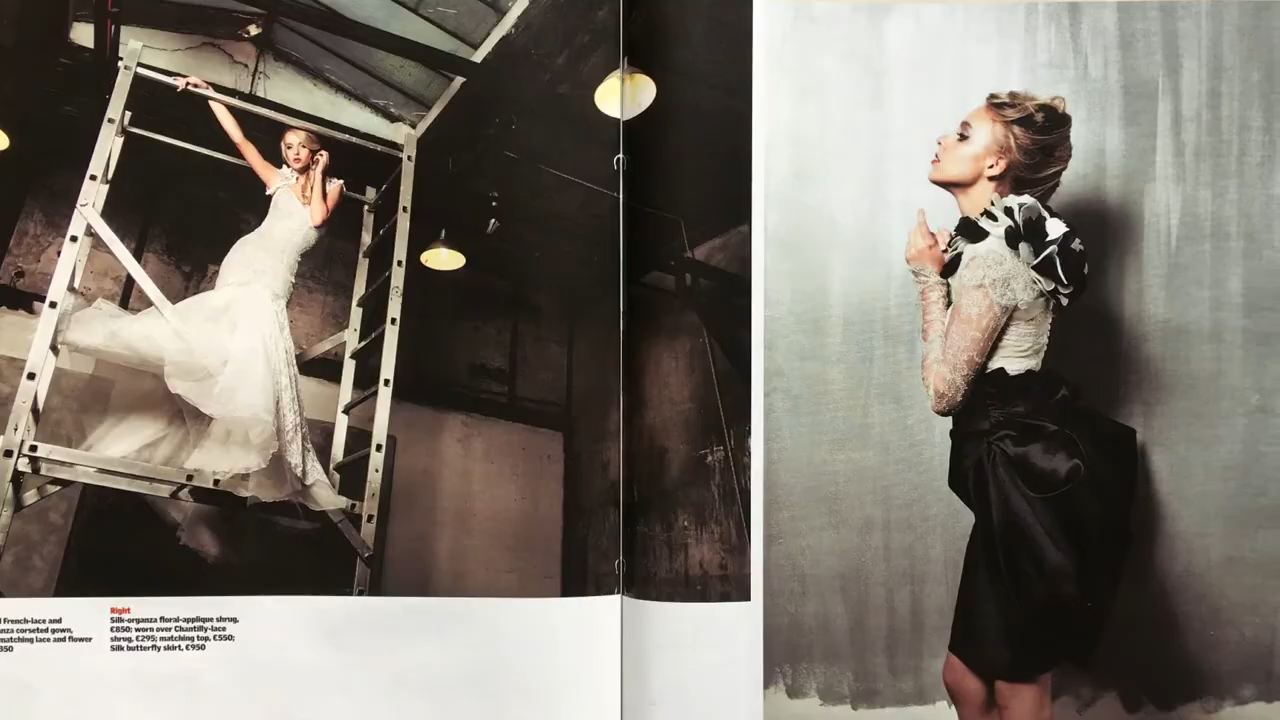 l French-lace and
nza corseted gown,
matching lace and flower
350
Right
Silk-organza floral-applique shrug,
€850; worn over Chantilly-lace
shrug, €295; matching top, €550;
Silk butterfly skirt, €950